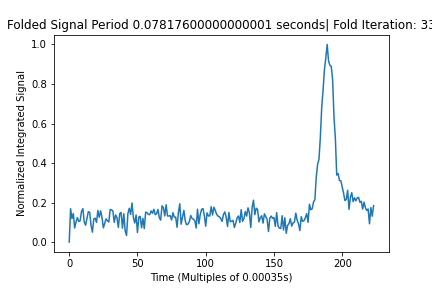 Folded Signal Period 0.07817600000000001 seconds| Fold Iteration: 33
1.0
0.8
0.6
0.4
0.2
0.0
Normalized Integrated Signal
0 50 100 150 200
Time (Multiples of 0.00035s)